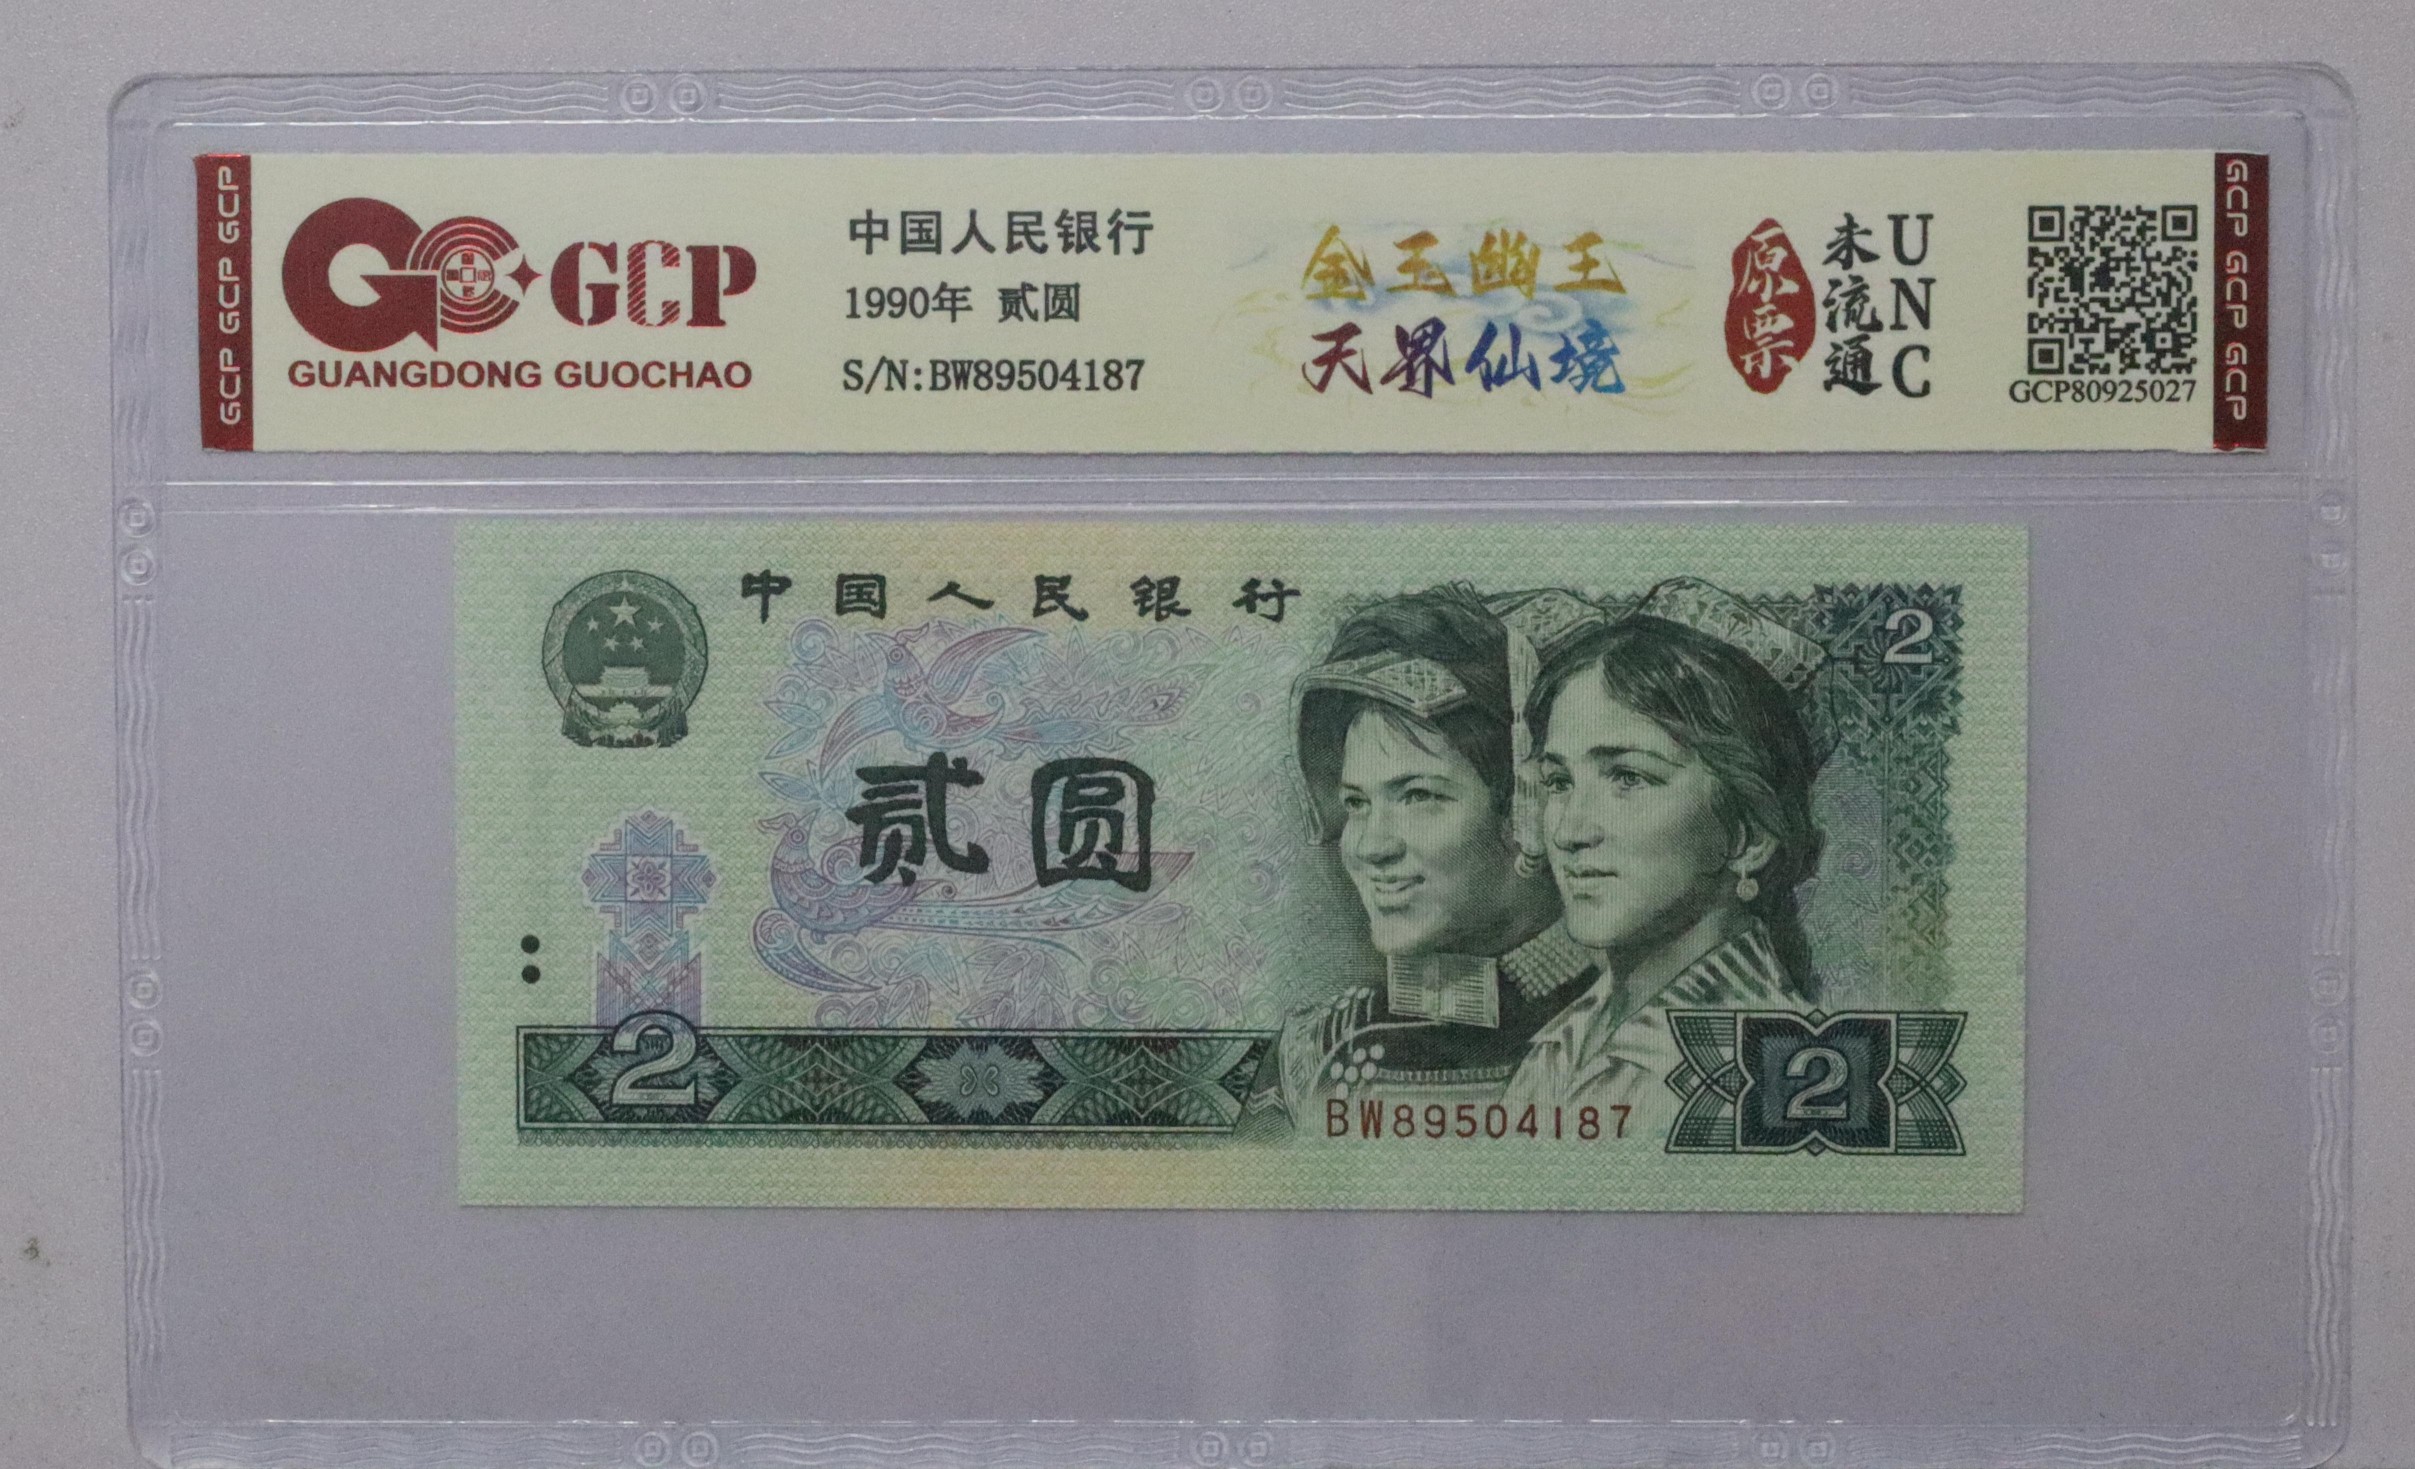 GCP GCP GCP
GCP
GUANGDONG GUOCHAO
中国人民银行
1990年 贰圆
S/N:BW89504187
金玉幽王
天界仙境
原票
未流通
UNC
GCP80925027
GCP GCP GCP
中国人民银行
2
贰圆
2
BW89504187
2